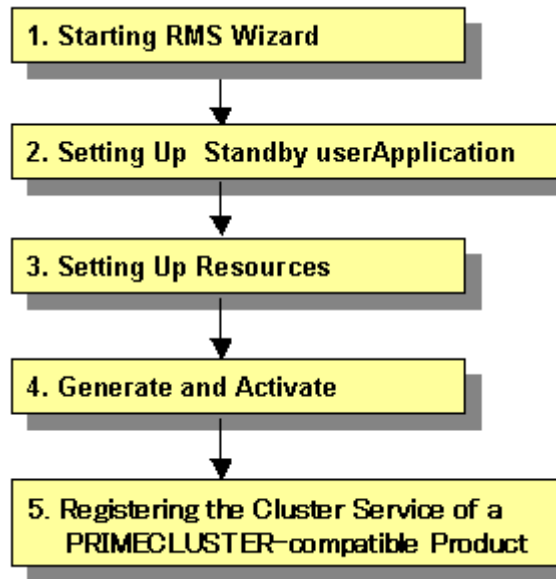 1. Starting RMS Wizard
2. Setting Up Standby userApplication
3. Setting Up Resources
4. Generate and Activate
5. Registering the Cluster Service of a
PRIMECLUSTER-compatible Product